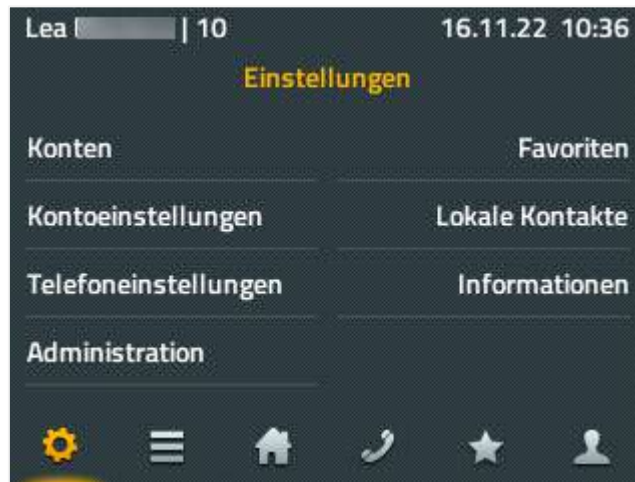 Lea | 10 16.11.22 10:36
Einstellungen
Konten Favoriten
Kontoeinstellungen Lokale Kontakte
Telefoneinstellungen Informationen
Administration